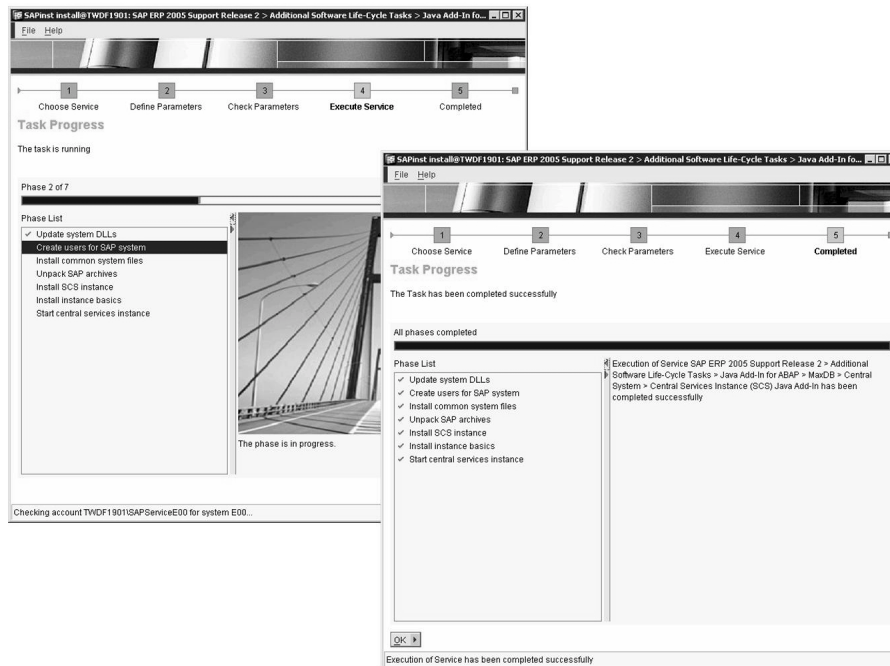 SAPinst install@TWDF1901: SAP ERP 2005 Support Release 2 > Additional Software Life-Cycle Tasks > Java Add-In fo...
File Help
1 2 3 4 5
Choose Service Define Parameters Check Parameters Execute Service Completed
Task Progress
The task is running
Phase 2 of 7
Phase List
Update system DLLs
Create users for SAP system
Install common system files
Unpack SAP archives
Install SCS instance
Install instance basics
Start central services instance
The phase is in progress.
Checking account TWDF1901\SAPServiceE00 for system E00...
SAPinst install@TWDF1901: SAP ERP 2005 Support Release 2 > Additional Software Life-Cycle Tasks > Java Add-In fo...
File Help
1 2 3 4 5
Choose Service Define Parameters Check Parameters Execute Service Completed
Task Progress
The Task has been completed successfully
All phases completed
Phase List
Update system DLLs
Create users for SAP system
Install common system files
Unpack SAP archives
Install SCS instance
Install instance basics
Start central services instance
Execution of Service SAP ERP 2005 Support Release 2 > Additional
Software Life-Cycle Tasks > Java Add-In for ABAP > MaxDB > Central
System > Central Services Instance (SCS) Java Add-In has been
completed successfully
OK
Execution of Service has been completed successfully